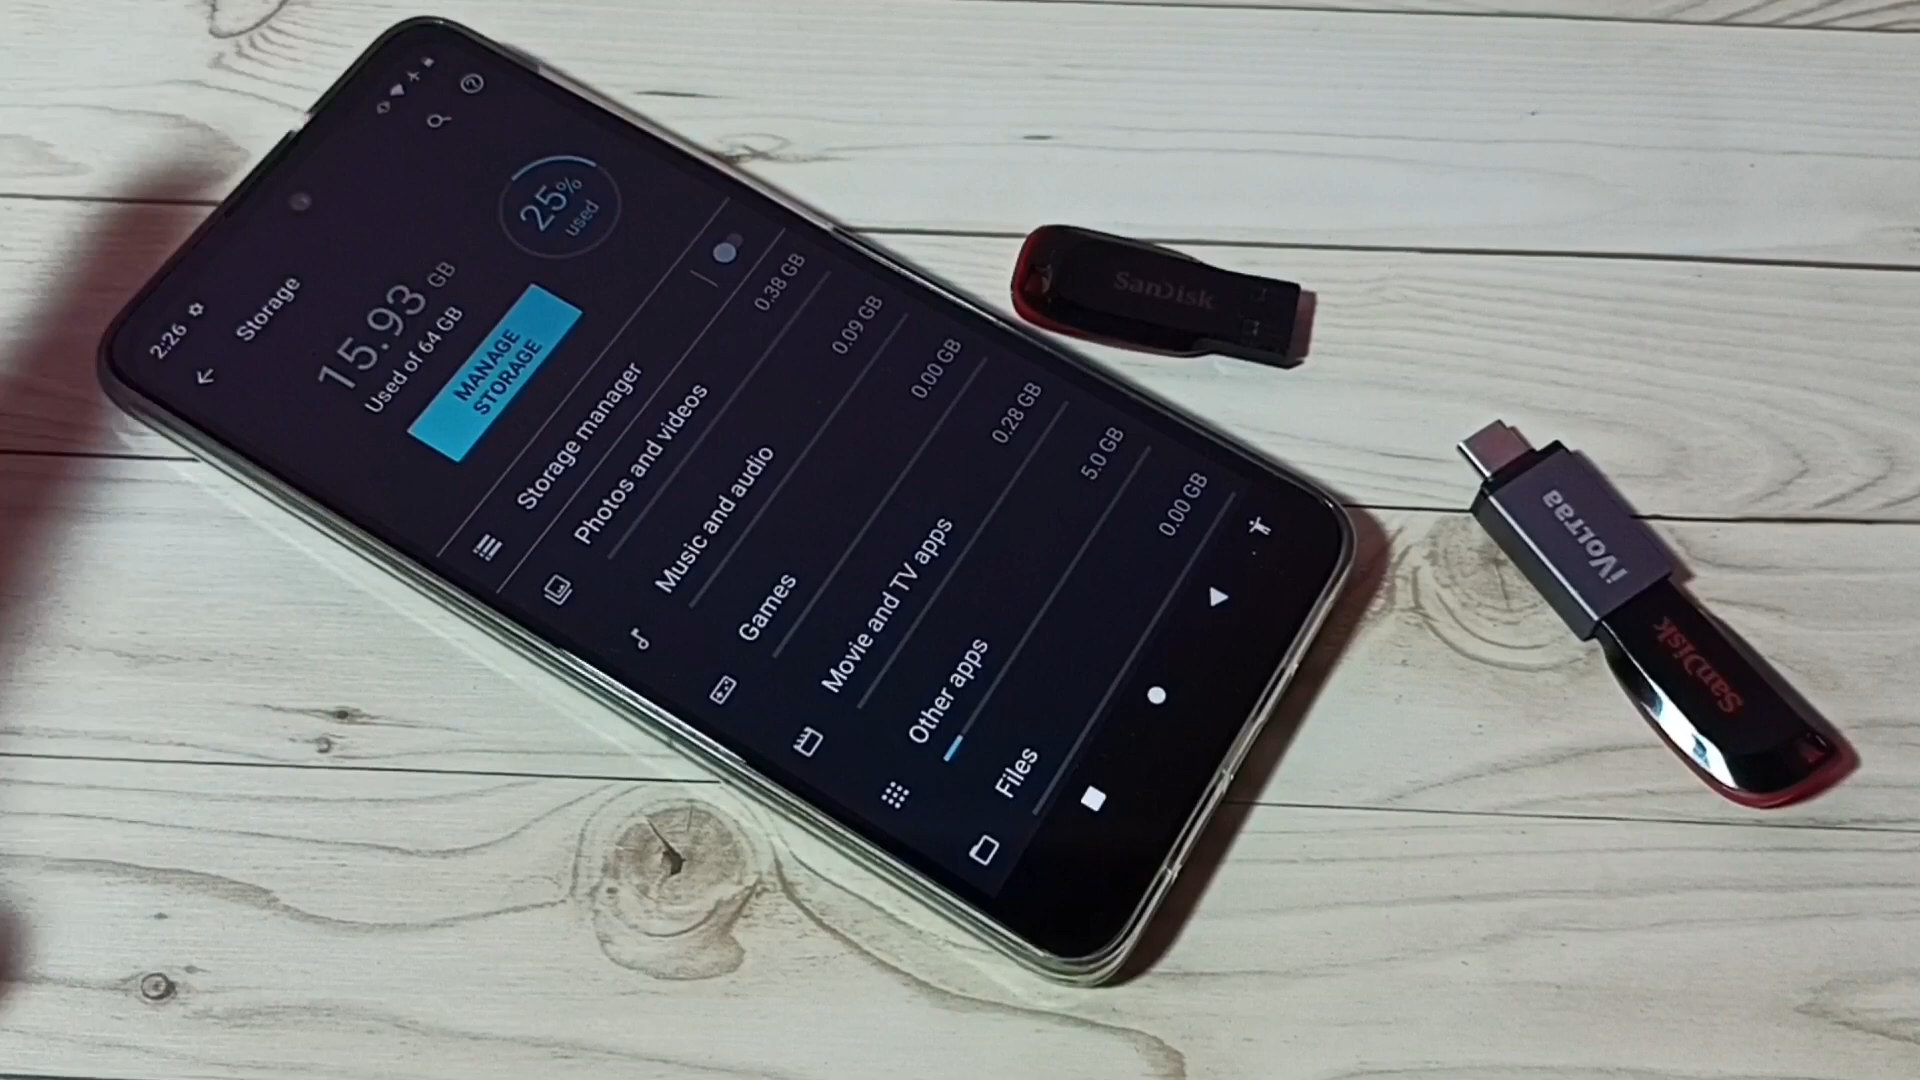 2:26
Storage
15.93 GB
Used of 64 GB
25%
used
MANAGE
STORAGE
Storage manager
Photos and videos 0.38 GB
Music and audio 0.09 GB
Games 0.00 GB
Movie and TV apps 0.28 GB
Other apps 5.0 GB
Files 0.00 GB
SanDisk
iVOLTAA
SanDisk